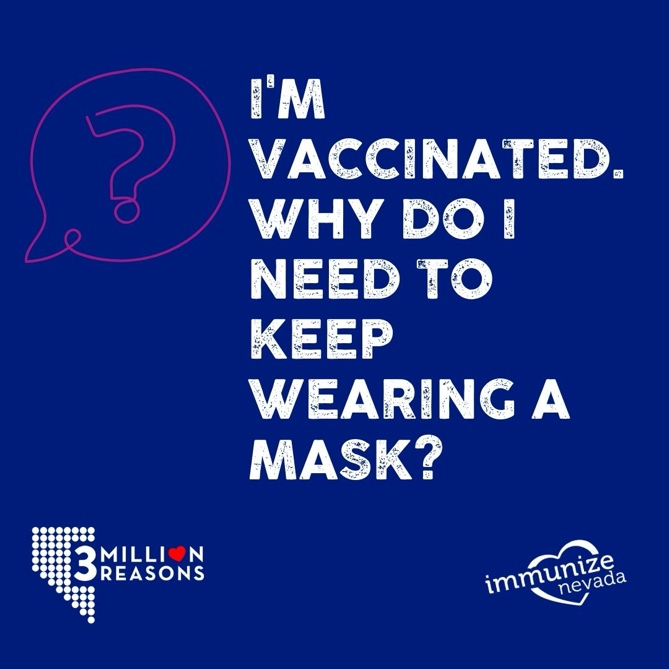 I'M
VACCINATED.
WHY DO I
NEED TO
KEEP
WEARING A
MASK?
?
3 MILLION
REASONS
immunize
nevada